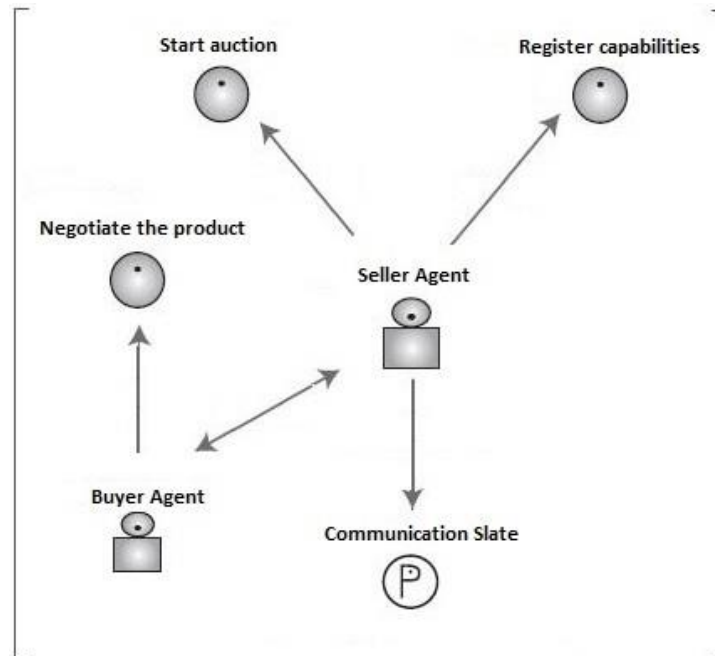 Start auction
Register capabilities
Negotiate the product
Seller Agent
Buyer Agent
Communication Slate
P